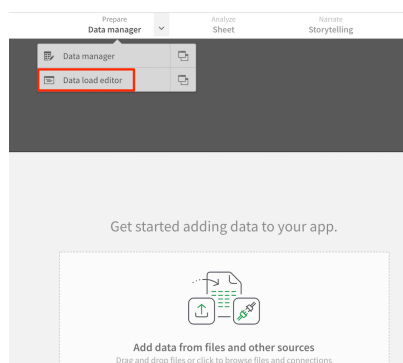 Prepare
Data manager
Analyze
Sheet
Narrate
Storytelling
Data manager
Data load editor
Get started adding data to your app.
Add data from files and other sources
Drag and drop files or click to browse files and connections